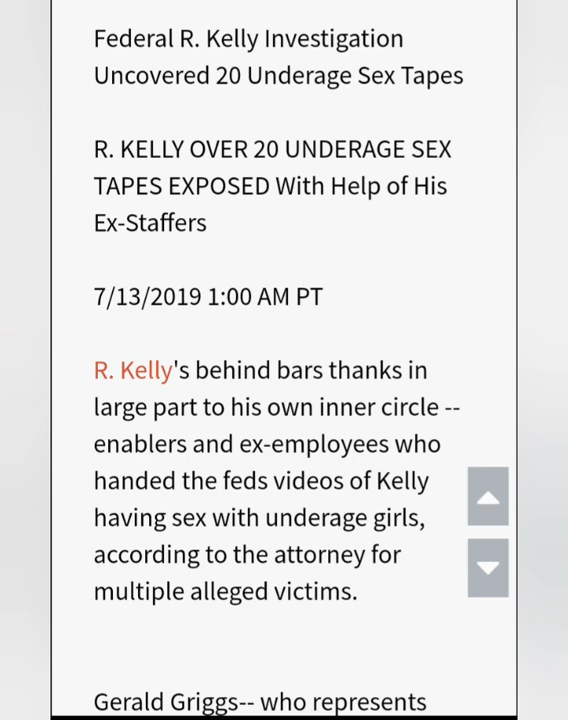 Federal R. Kelly Investigation
Uncovered 20 Underage Sex Tapes
R. KELLY OVER 20 UNDERAGE SEX
TAPES EXPOSED With Help of His
Ex-Staffers
7/13/2019 1:00 AM PT
R. Kelly's behind bars thanks in
large part to his own inner circle --
enablers and ex-employees who
handed the feds videos of Kelly
having sex with underage girls,
according to the attorney for
multiple alleged victims.
Gerald Griggs-- who represents